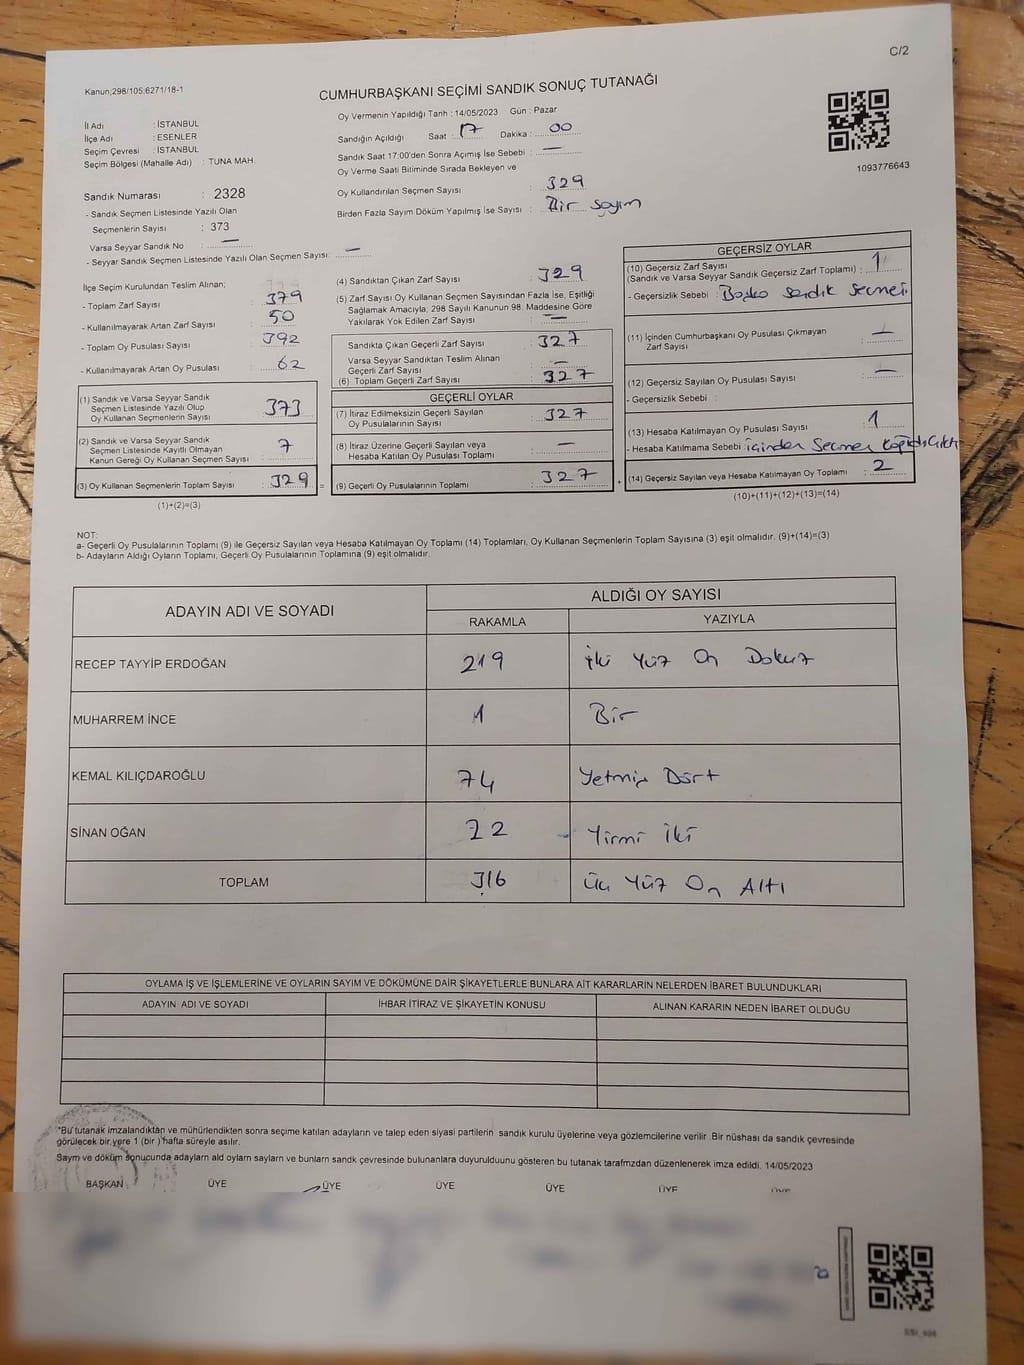 C/2
Kanun;298/105;6271/18-1
CUMHURBAŞKANI SEÇİMİ SANDIK SONUÇ TUTANAĞI
İl Adı : İSTANBUL
İlçe Adı : ESENLER
Seçim Çevresi : İSTANBUL
Seçim Bölgesi (Mahalle Adı) : TUNA MAH.
Oy Vermenin Yapıldığı Tarih : 14/05/2023 Gün : Pazar
Sandığın Açıldığı Saat : 17 Dakika : 00
Sandık Saat 17:00'den Sonra Açımış İse Sebebi : —
Oy Verme Saati Bitiminde Sırada Bekleyen ve
Oy Kullandırılan Seçmen Sayısı : 329
Birden Fazla Sayım Döküm Yapılmış İse Sayısı : Bir Sayım
1093776643
Sandık Numarası : 2328
- Sandık Seçmen Listesinde Yazılı Olan
Seçmenlerin Sayısı : 373
Varsa Seyyar Sandık No : —
- Seyyar Sandık Seçmen Listesinde Yazılı Olan Seçmen Sayısı: —
İlçe Seçim Kurulundan Teslim Alınan;
- Toplam Zarf Sayısı : 379
- Kullanılmayarak Artan Zarf Sayısı : 50
- Toplam Oy Pusulası Sayısı : 392
- Kullanılmayarak Artan Oy Pusulası : 62
(1) Sandık ve Varsa Seyyar Sandık
Seçmen Listesinde Yazılı Olup
Oy Kullanan Seçmenlerin Sayısı : 373
(2) Sandık ve Varsa Seyyar Sandık
Seçmen Listesinde Kayıtlı Olmayan
Kanun Gereği Oy Kullanan Seçmen Sayısı : 7
(3) Oy Kullanan Seçmenlerin Toplam Sayısı : 329 =
(1)+(2)=(3)
(4) Sandıktan Çıkan Zarf Sayısı : 329
(5) Zarf Sayısı Oy Kullanan Seçmen Sayısından Fazla İse, Eşitliği
Sağlamak Amacıyla; 298 Sayılı Kanunun 98. Maddesine Göre
Yakılarak Yok Edilen Zarf Sayısı : —
Sandıkta Çıkan Geçerli Zarf Sayısı : 327
Varsa Seyyar Sandıktan Teslim Alınan
Geçerli Zarf Sayısı : —
(6) Toplam Geçerli Zarf Sayısı : 327
GEÇERLİ OYLAR
(7) İtiraz Edilmeksizin Geçerli Sayılan
Oy Pusulalarının Sayısı : 327
(8) İtiraz Üzerine Geçerli Sayılan veya
Hesaba Katılan Oy Pusulası Toplamı : —
(9) Geçerli Oy Pusulalarının Toplamı : 327 +
GEÇERSİZ OYLAR
(10) Geçersiz Zarf Sayısı
(Sandık ve Varsa Seyyar Sandık Geçersiz Zarf Toplamı) : 1
- Geçersizlik Sebebi : Başka sandık Seçmeni
(11) İçinden Cumhurbaşkanı Oy Pusulası Çıkmayan
Zarf Sayısı : —
(12) Geçersiz Sayılan Oy Pusulası Sayısı : —
- Geçersizlik Sebebi :
(13) Hesaba Katılmayan Oy Pusulası Sayısı : 1
- Hesaba Katılmama Sebebi : İçinden Seçmen Kağıdı Çıktı
(14) Geçersiz Sayılan veya Hesaba Katılmayan Oy Toplamı : 2
(10)+(11)+(12)+(13)=(14)
NOT:
a- Geçerli Oy Pusulalarının Toplamı (9) ile Geçersiz Sayılan veya Hesaba Katılmayan Oy Toplamı (14) Toplamları, Oy Kullanan Seçmenlerin Toplam Sayısına (3) eşit olmalıdır. (9)+(14)=(3)
b- Adayların Aldığı Oyların Toplamı, Geçerli Oy Pusulalarının Toplamına (9) eşit olmalıdır.
ADAYIN ADI VE SOYADI ALDIĞI OY SAYISI
RAKAMLA YAZIYLA
RECEP TAYYİP ERDOĞAN 219 İki Yüz On Dokuz
MUHARREM İNCE 1 Bir
KEMAL KILIÇDAROĞLU 74 Yetmiş Dört
SİNAN OĞAN 22 Yirmi İki
TOPLAM 316 Üç Yüz On Altı
OYLAMA İŞ VE İŞLEMLERİNE VE OYLARIN SAYIM VE DÖKÜMÜNE DAİR ŞİKAYETLERLE BUNLARA AİT KARARLARIN NELERDEN İBARET BULUNDUKLARI
ADAYIN ADI VE SOYADI İHBAR İTİRAZ VE ŞİKAYETİN KONUSU ALINAN KARARIN NEDEN İBARET OLDUĞU
*Bu tutanak imzalandıktan ve mühürlendikten sonra seçime katılan adayların ve talep eden siyasi partilerin sandık kurulu üyelerine veya gözlemcilerine verilir .Bir nüshası da sandık çevresinde
görülecek bir yere 1 (bir ) hafta süreyle asılır.
Sayım ve döküm sonucunda adayların ald oyların sayların ve bunların sandk çevresinde bulunanlara duyurulduunu gösteren bu tutanak tarafmzdan düzenlenerek imza edildi. 14/05/2023
BAŞKAN ÜYE ÜYE ÜYE ÜYE ÜYE ÜYE